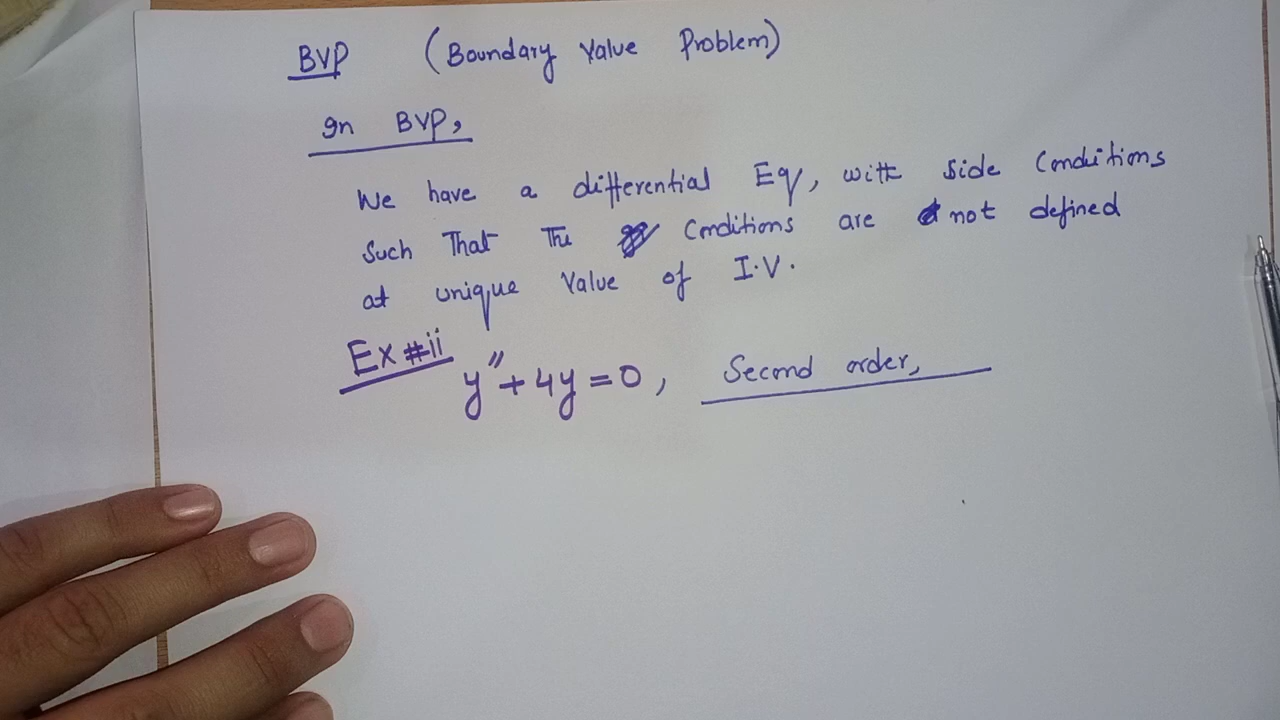 BVP (Boundary Value Problem)
In BVP,
We have a differential Eq, with side Conditions
Such That The Conditions are not defined
at unique Value of I.V.
Ex #ii y'' + 4y = 0, Second order,